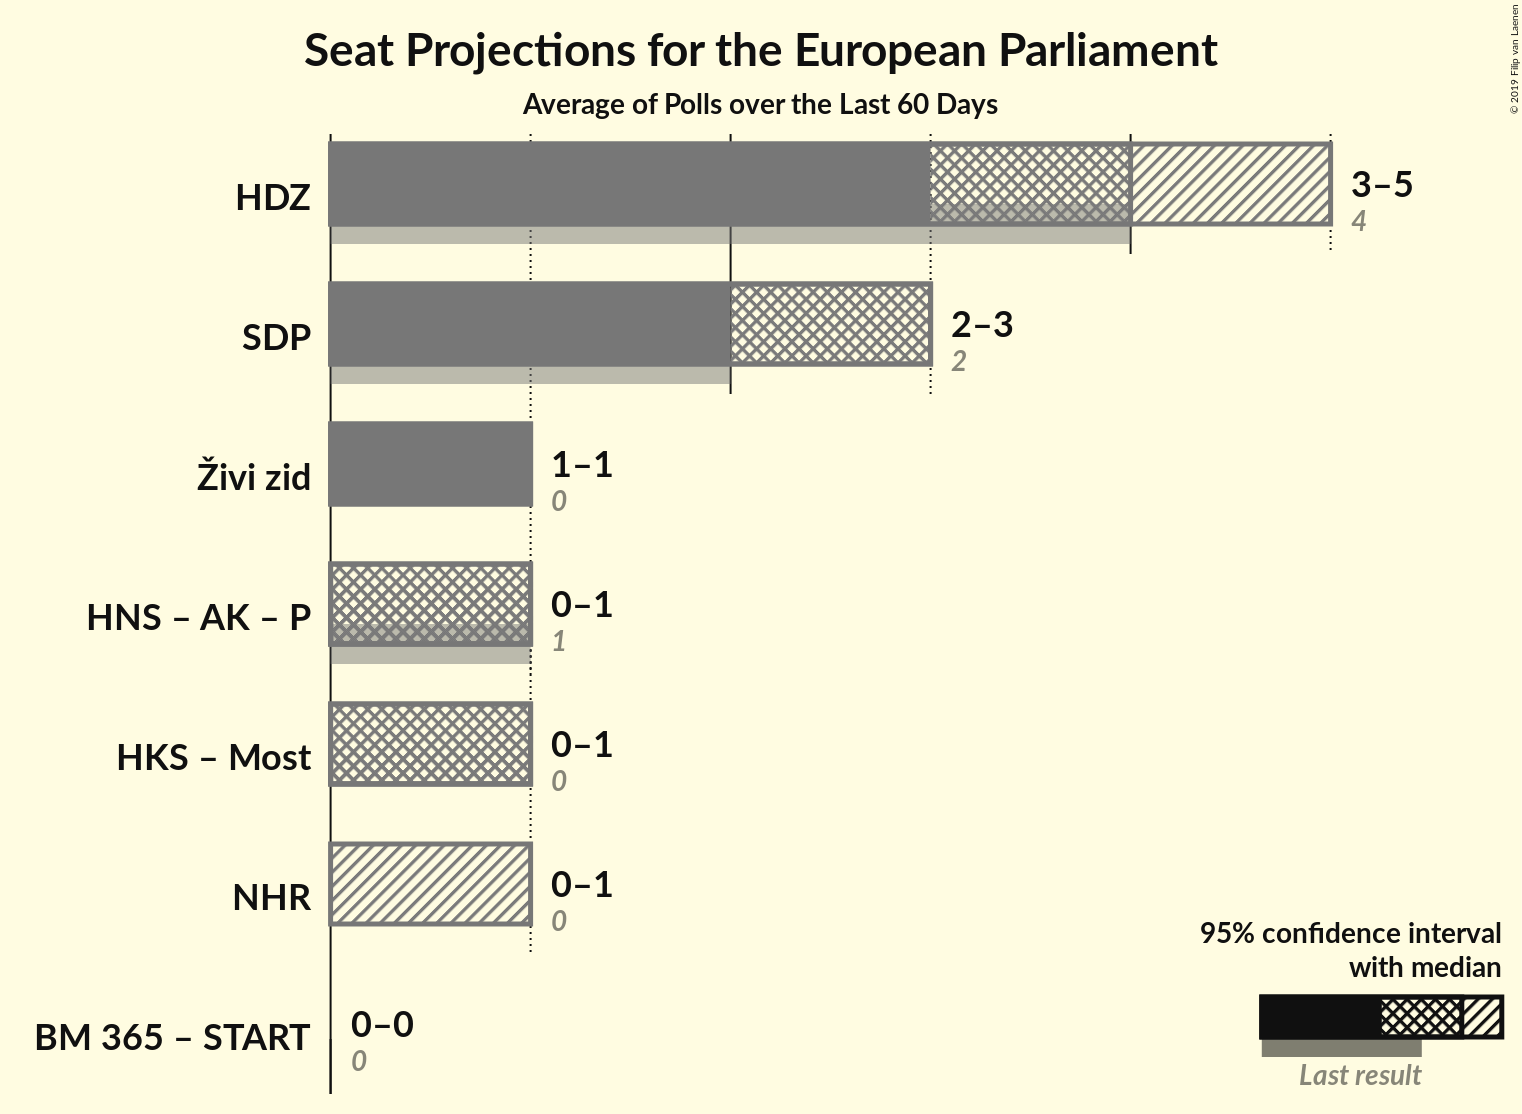 Seat Projections for the European Parliament
Average of Polls over the Last 60 Days
© 2019 Filip van Laenen
HDZ
3–5
4
SDP
2–3
2
Živi zid
1–1
0
HNS – AK – P
0–1
1
HKS – Most
0–1
0
NHR
0–1
0
BM 365 – START
0–0
0
95% confidence interval
with median
Last result